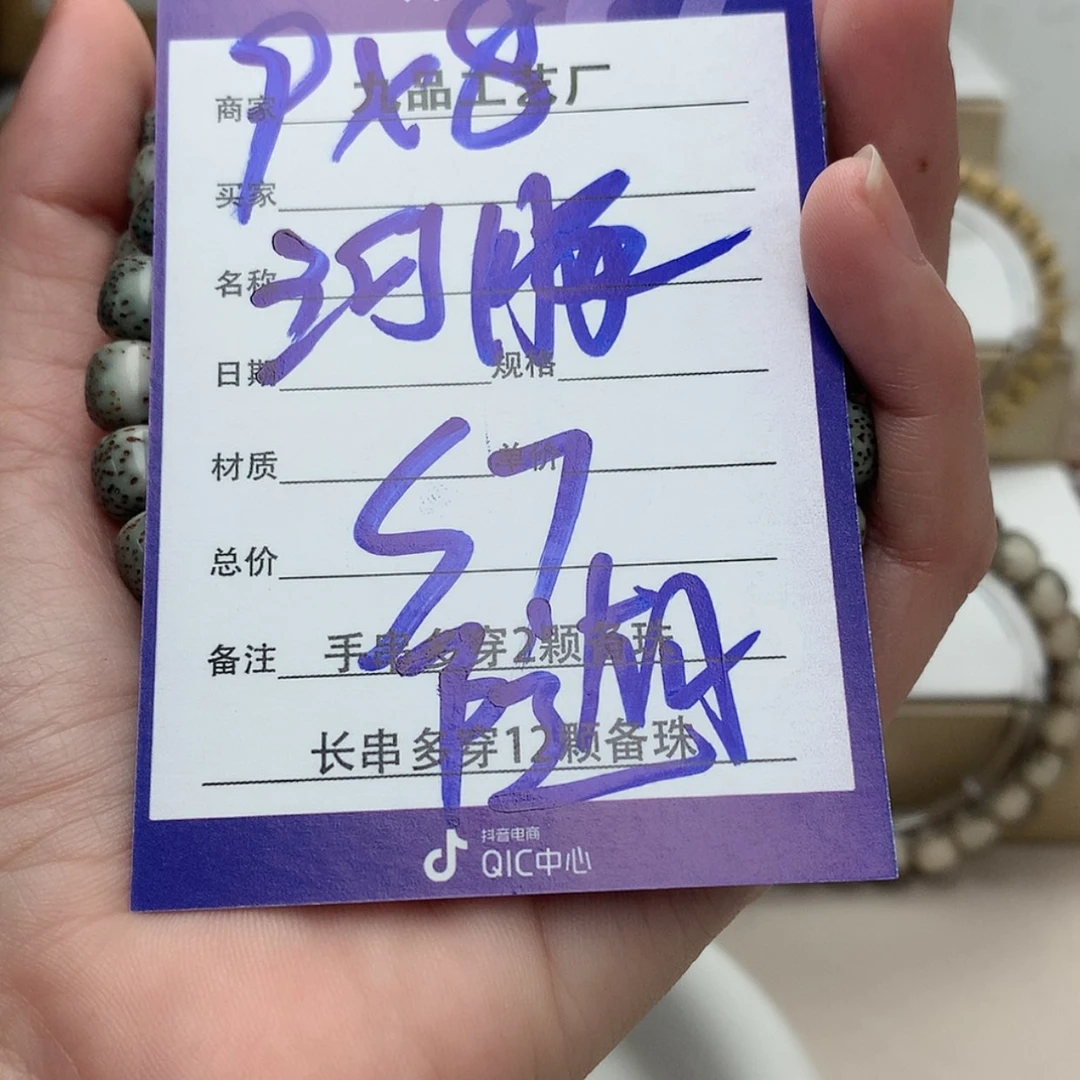 Px8
商家 九品工艺厂
买家
名称
日期 规格
材质 单价
总价
57
备注 手串多穿2颗备珠
长串多穿12颗备珠
抖音电商
QIC中心